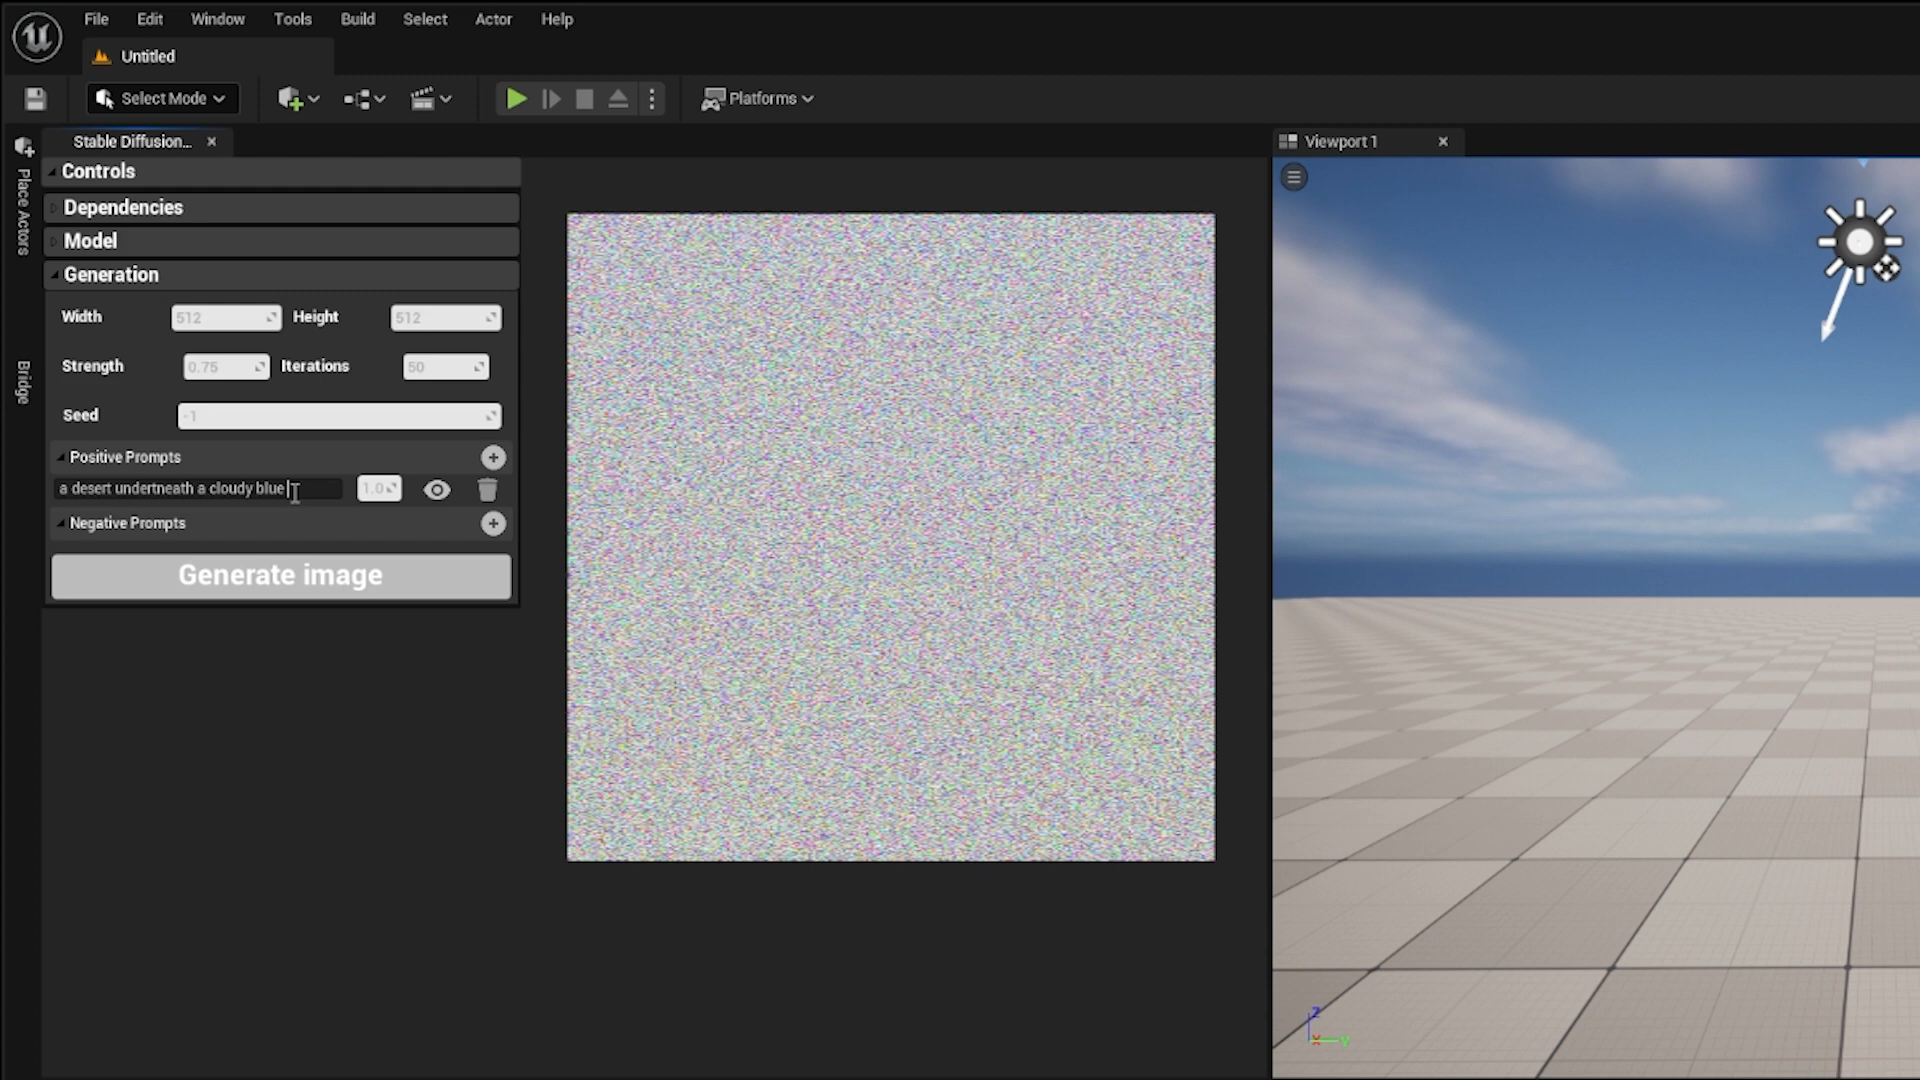 File Edit Window Tools Build Select Actor Help
Untitled
Select Mode Platforms
Stable Diffusion...
Viewport 1
Place Actors
Bridge
Controls
Dependencies
Model
Generation
Width 512 Height 512
Strength 0.75 Iterations 50
Seed -1
Positive Prompts
a desert undertneath a cloudy blue 1.0
Negative Prompts
Generate image
Z
X Y